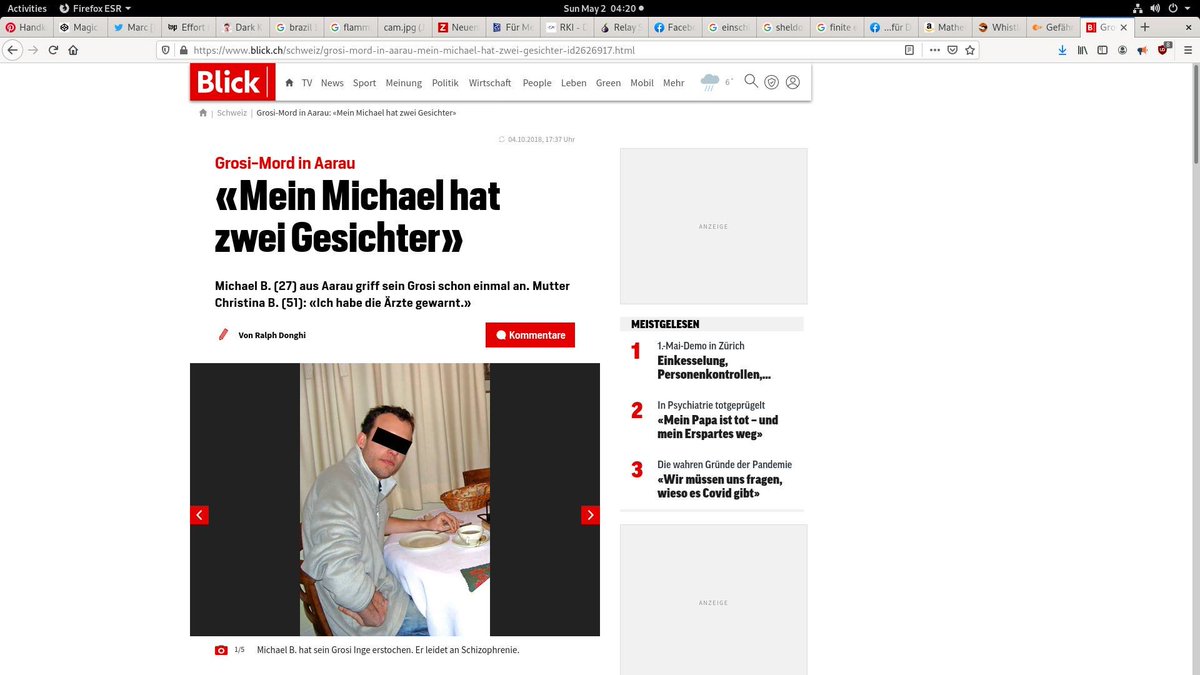 Activities Firefox ESR Sun May 2 04:20
Handk Magic Marc | Effort Dark K brazil flamm cam.jpg (J Neuen Für Me RKI - D Relay S Faceb einsch sheldo finite e ...für D Mathe Whistl Gefähr Gro
https://www.blick.ch/schweiz/grosi-mord-in-aarau-mein-michael-hat-zwei-gesichter-id2626917.html
Blick TV News Sport Meinung Politik Wirtschaft People Leben Green Mobil Mehr 6°
Schweiz | Grosi-Mord in Aarau: «Mein Michael hat zwei Gesichter»
04.10.2018, 17:37 Uhr
Grosi-Mord in Aarau
«Mein Michael hat
zwei Gesichter»
Michael B. (27) aus Aarau griff sein Grosi schon einmal an. Mutter
Christina B. (51): «Ich habe die Ärzte gewarnt.»
Von Ralph Donghi
Kommentare
1/5 Michael B. hat sein Grosi Inge erstochen. Er leidet an Schizophrenie.
ANZEIGE
MEISTGELESEN
1 1.-Mai-Demo in Zürich
Einkesselung,
Personenkontrollen,...
2 In Psychiatrie totgeprügelt
«Mein Papa ist tot – und
mein Erspartes weg»
3 Die wahren Gründe der Pandemie
«Wir müssen uns fragen,
wieso es Covid gibt»
ANZEIGE